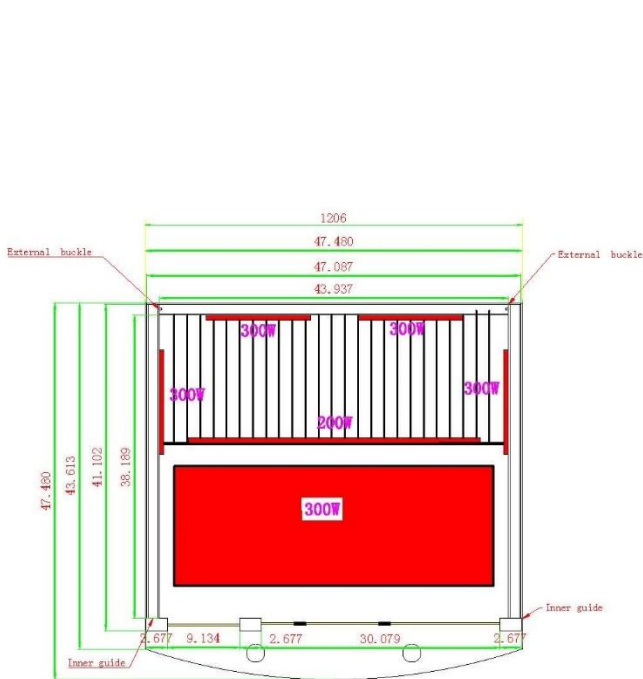 1206
47.480
External buckle
External buckle
47.087
43.937
300W
300W
300W
300W
200W
47.480
43.613
41.102
38.189
300W
Inner guide
2.677
9.134
2.677
30.079
2.677
Inner guide